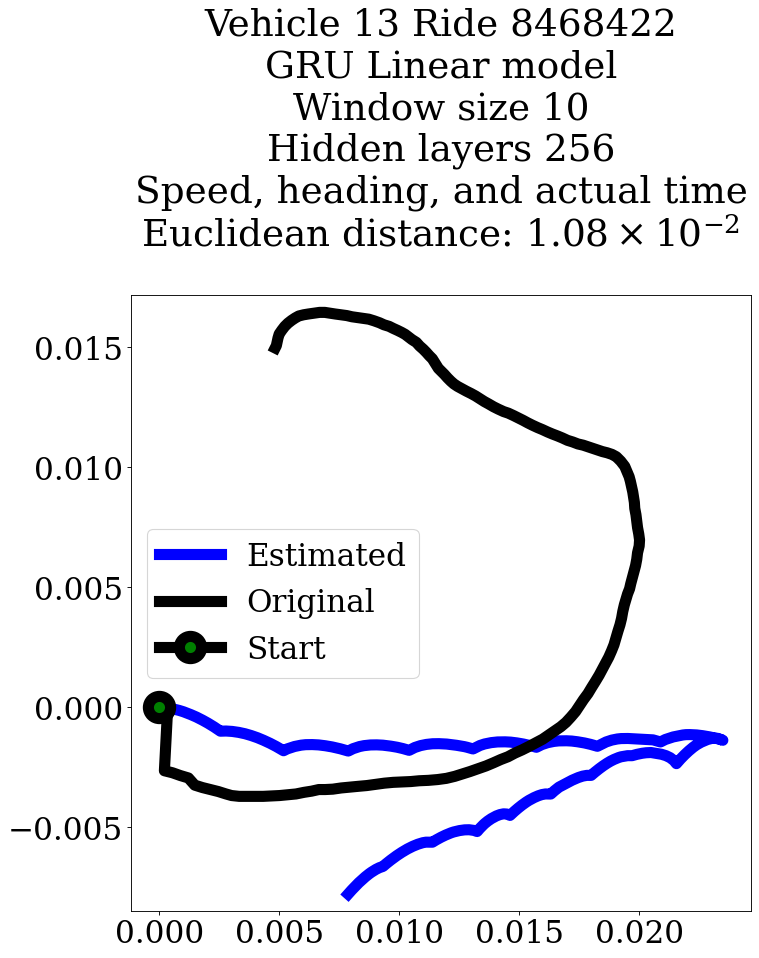 Vehicle 13 Ride 8468422
GRU Linear model
Window size 10
Hidden layers 256
Speed, heading, and actual time
Euclidean distance: 1.08 × 10⁻²
0.015
0.010
0.005
0.000
−0.005
Estimated
Original
Start
0.000 0.005 0.010 0.015 0.020